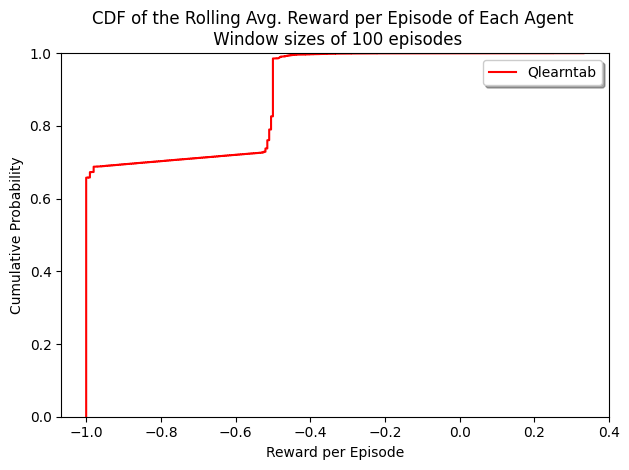 CDF of the Rolling Avg. Reward per Episode of Each Agent
Window sizes of 100 episodes
Qlearntab
Cumulative Probability
1.0
0.8
0.6
0.4
0.2
0.0
−1.0 −0.8 −0.6 −0.4 −0.2 0.0 0.2 0.4
Reward per Episode